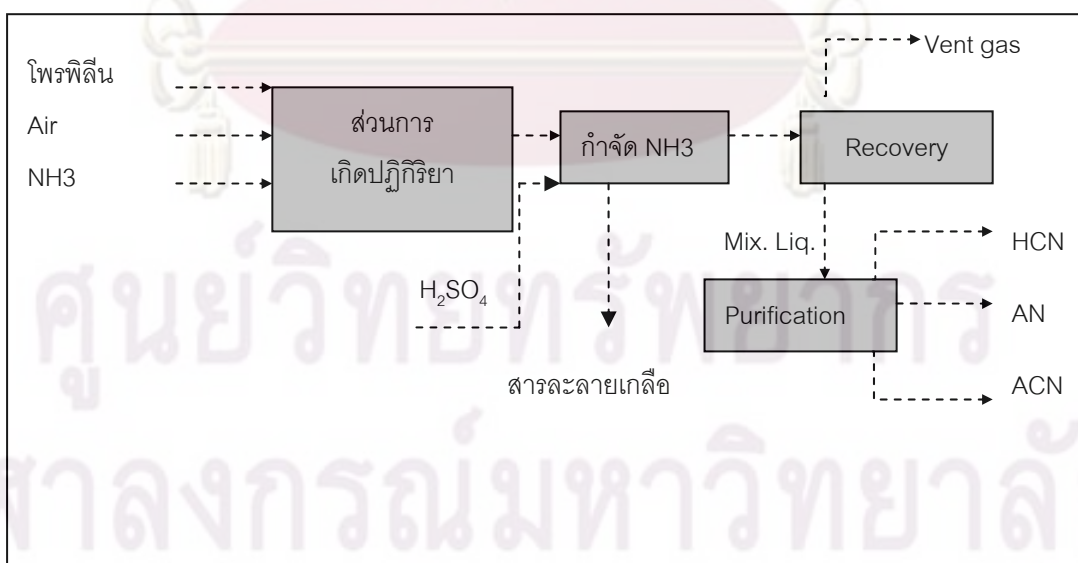 โพรพิลีน
Air
NH3
ส่วนการ
เกิดปฏิกิริยา
กำจัด NH3
Recovery
Vent gas
H₂SO₄
สารละลายเกลือ
Mix. Liq.
Purification
HCN
AN
ACN
ศูนย์วิทยทรัพยากร
ศาลงกรณ์มหาวิทยาลั